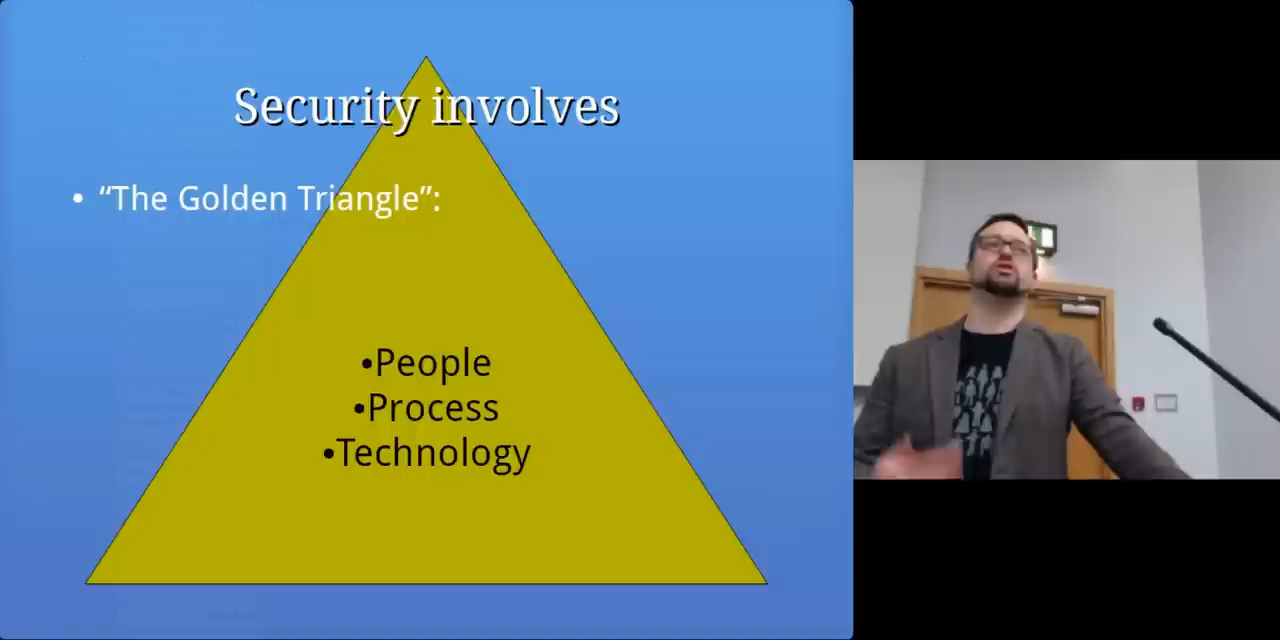 Security involves
• “The Golden Triangle”:
•People
•Process
•Technology